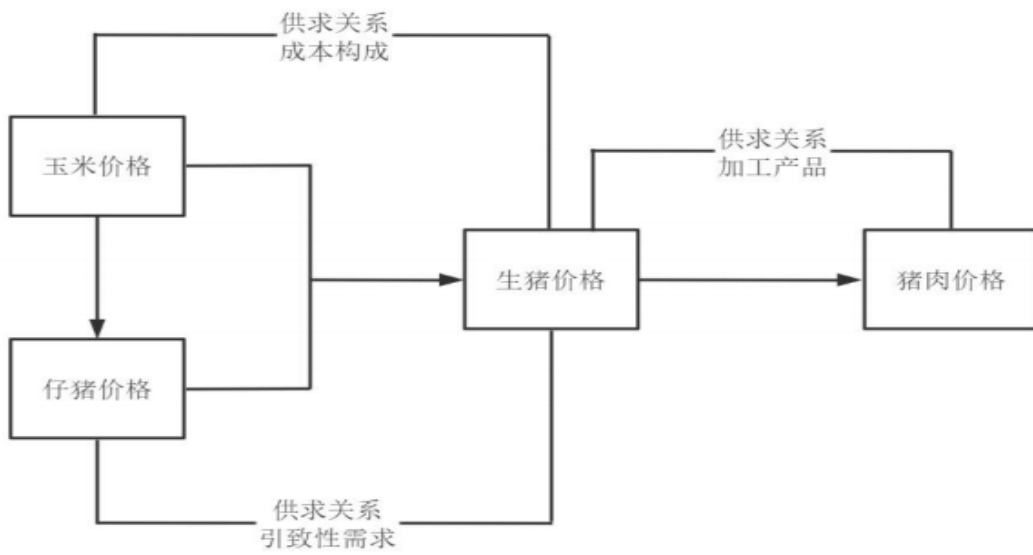 供求关系
成本构成
玉米价格
供求关系
加工产品
生猪价格
猪肉价格
仔猪价格
供求关系
引致性需求